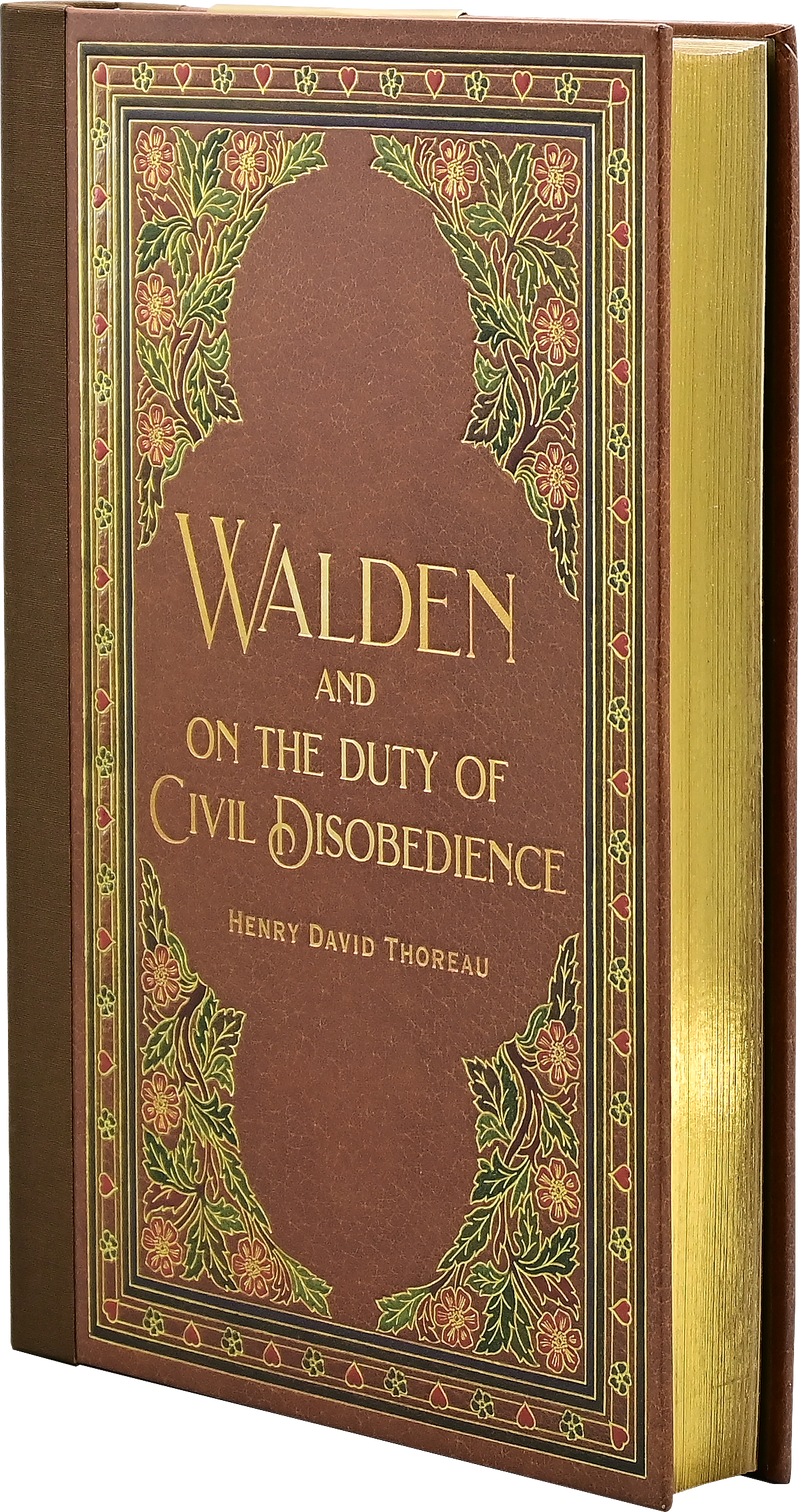 WALDEN
AND
ON THE DUTY OF
CIVIL DISOBEDIENCE
HENRY DAVID THOREAU